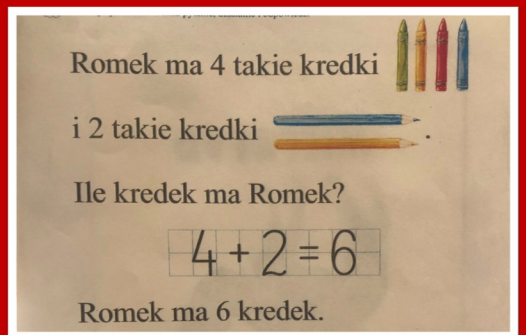 Romek ma 4 takie kredki
i 2 takie kredki .
Ile kredek ma Romek?
4 + 2 = 6
Romek ma 6 kredek.